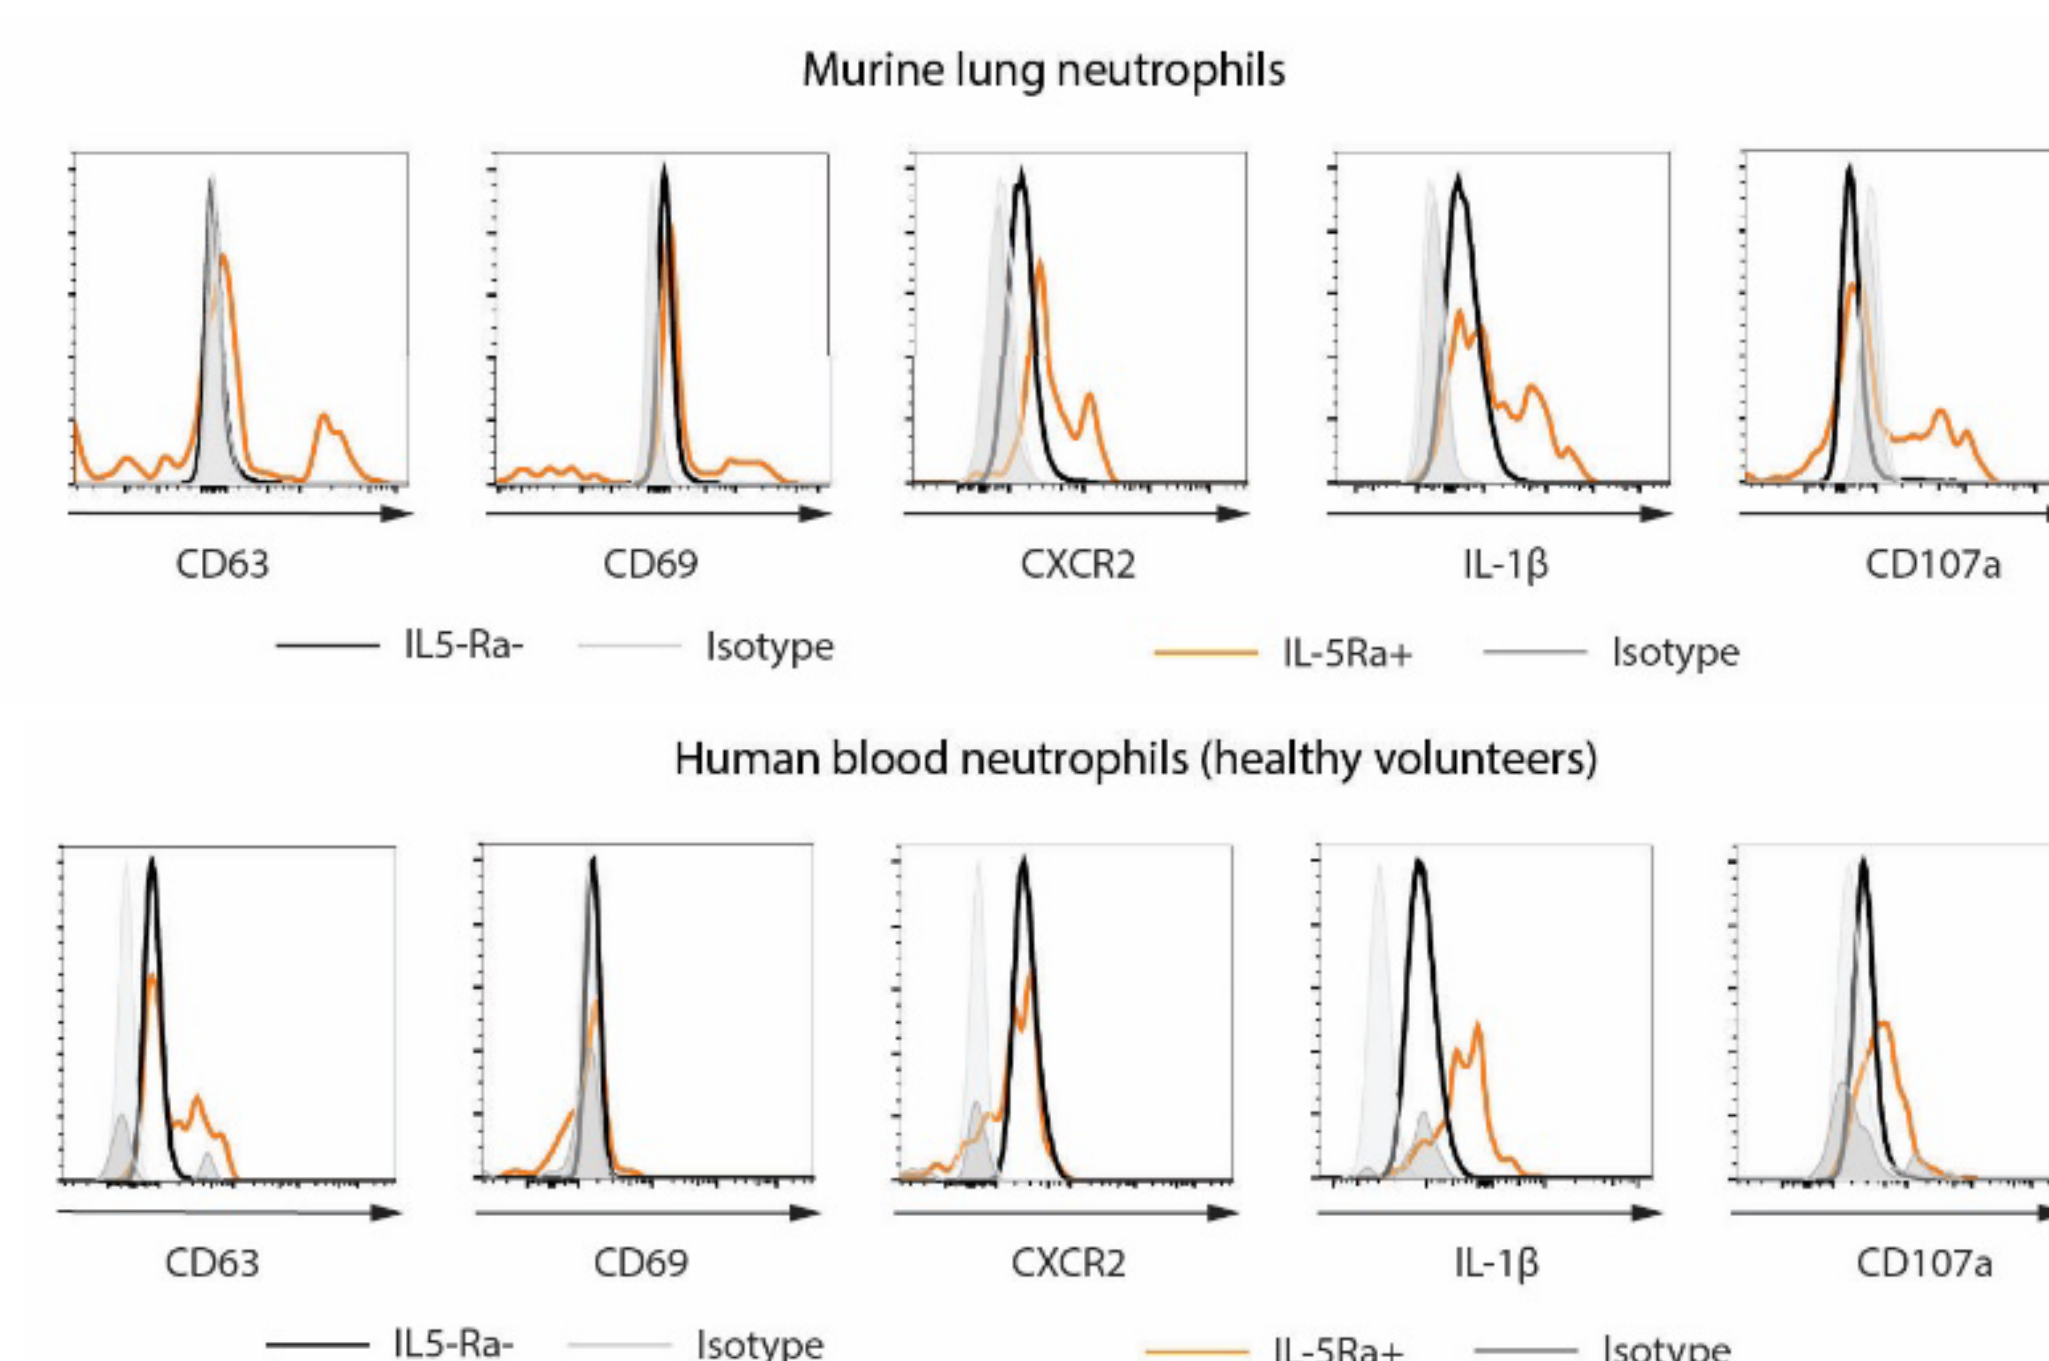 Murine lung neutrophils
CD63 CD69 CXCR2 IL-1β CD107a
IL5-Ra- Isotype IL-5Ra+ Isotype
Human blood neutrophils (healthy volunteers)
CD63 CD69 CXCR2 IL-1β CD107a
IL5-Ra- Isotype IL-5Ra+ Isotype